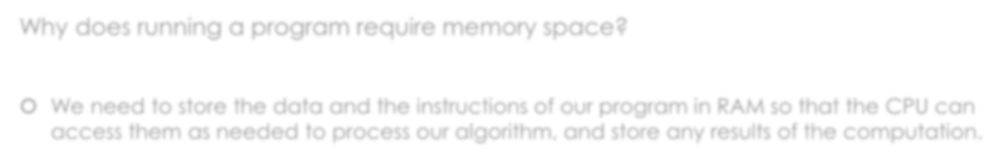 Why does running a program require memory space?
We need to store the data and the instructions of our program in RAM so that the CPU can
access them as needed to process our algorithm, and store any results of the computation.